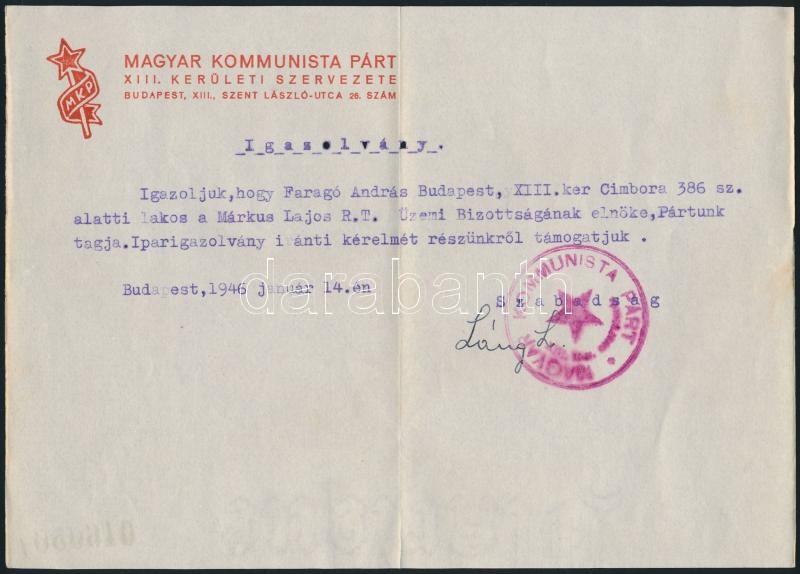 MAGYAR KOMMUNISTA PÁRT
XIII. KERÜLETI SZERVEZETE
BUDAPEST, XIII., SZENT LÁSZLÓ-UTCA 26. SZÁM
MKP
I g a z o l v á n y .
Igazoljuk,hogy Faragó András Budapest, XIII.ker Cimbora 386 sz.
alatti lakos a Márkus Lajos R.T. Üzemi Bizottságának elnöke,Pártunk
tagja.Iparigazolvány iránti kérelmét részünkről támogatjuk .
Budapest,1946 január 14.én
S z a b a d s á g
Láng L.
MAGYAR KOMMUNISTA PÁRT
darabanth